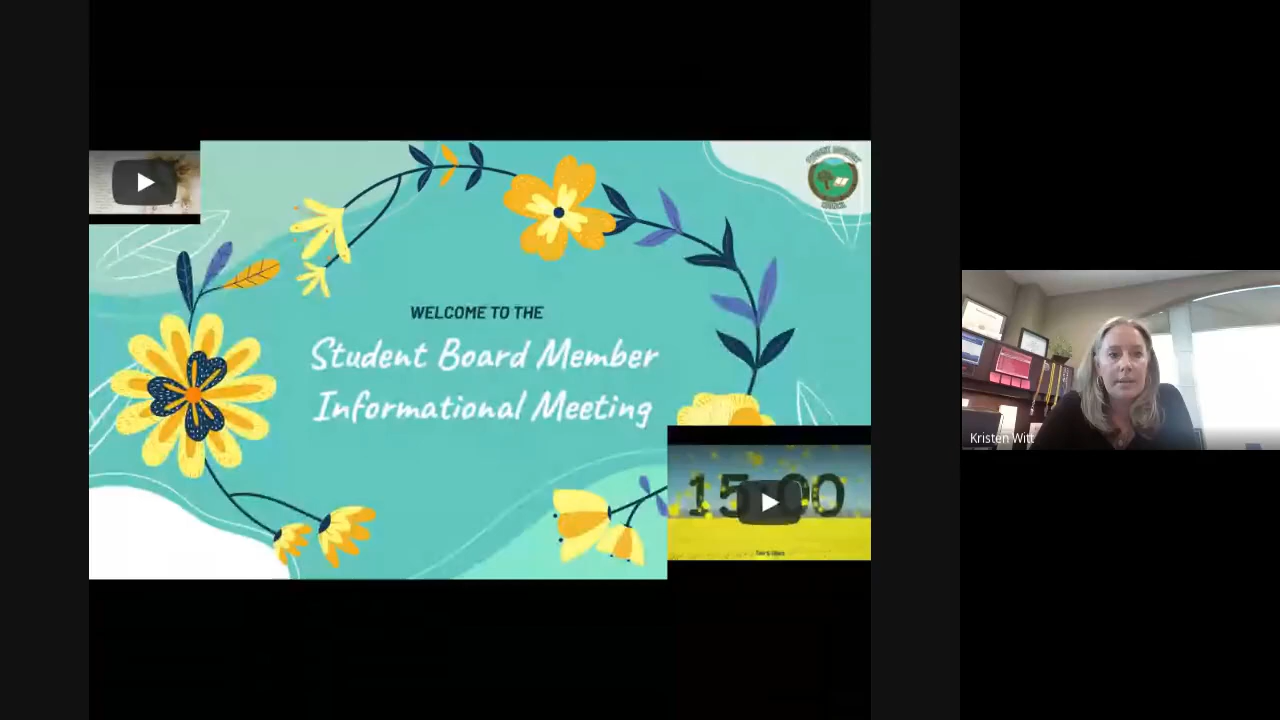 WELCOME TO THE
Student Board Member
Informational Meeting
15:00
Kristen Witt